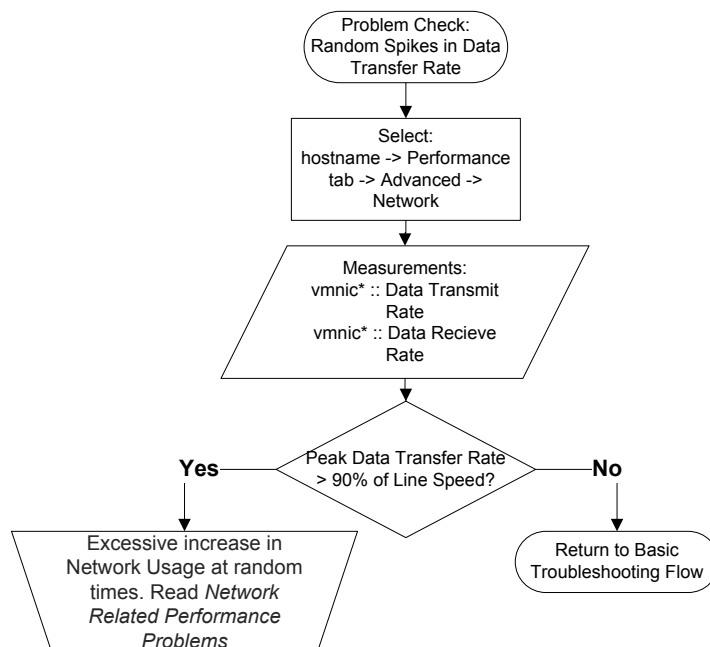 Problem Check:
Random Spikes in Data
Transfer Rate
Select:
hostname -> Performance
tab -> Advanced ->
Network
Measurements:
vmnic* :: Data Transmit
Rate
vmnic* :: Data Recieve
Rate
Peak Data Transfer Rate
> 90% of Line Speed?
Yes
No
Excessive increase in
Network Usage at random
times. Read Network
Related Performance
Problems
Return to Basic
Troubleshooting Flow